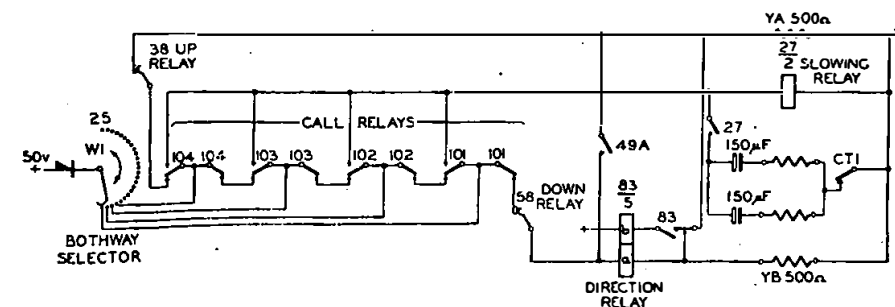 YA 500Ω
38 UP
RELAY
27
2
SLOWING
RELAY
CALL RELAYS
25
W1
50v
+
104
104
103
103
102
102
101
101
49A
27
150µF
CT1
150µF
58
DOWN
RELAY
83
5
83
+
BOTHWAY
SELECTOR
YB 500Ω
DIRECTION
RELAY